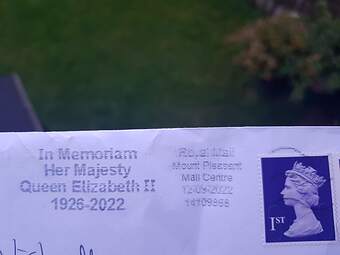 In Memoriam
Her Majesty
Queen Elizabeth II
1926-2022
Royal Mail
Mount Pleasant
Mail Centre
12-09-2022
14109868
1ST